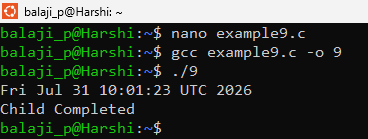 balaji_p@Harshi: ~
balaji_p@Harshi:~$ nano example9.c
balaji_p@Harshi:~$ gcc example9.c -o 9
balaji_p@Harshi:~$ ./9
Fri Jul 31 10:01:23 UTC 2026
Child Completed
balaji_p@Harshi:~$